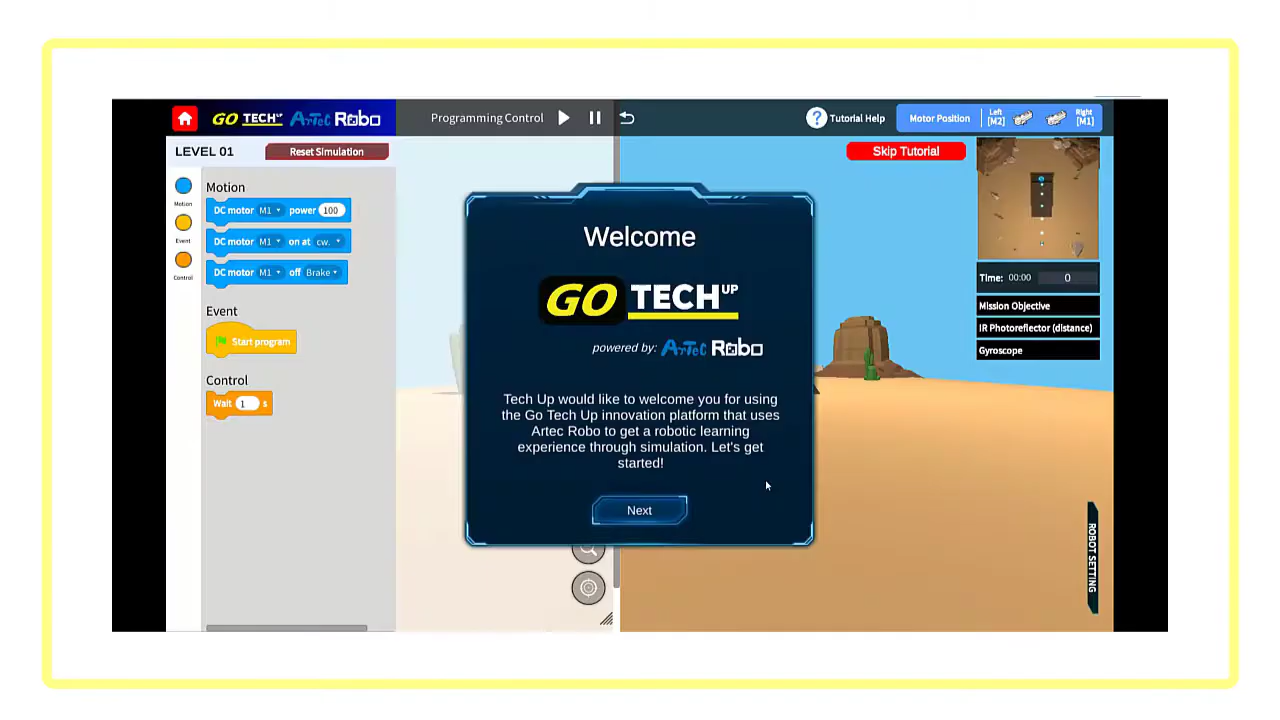 GO TECH UP ArTeC RoBo
Programming Control
Tutorial Help
Motor Position
Left
[M2]
Right
[M1]
LEVEL 01
Reset Simulation
Skip Tutorial
Motion
Event
Control
Motion
DC motor M1 power 100
DC motor M1 on at cw.
DC motor M1 off Brake
Event
Start program
Control
Wait 1 s
Welcome
GO TECH UP
powered by: ArTeC RoBo
Tech Up would like to welcome you for using
the Go Tech Up innovation platform that uses
Artec Robo to get a robotic learning
experience through simulation. Let's get
started!
Next
Time: 00:00 0
Mission Objective
IR Photoreflector (distance)
Gyroscope
ROBOT SETTING